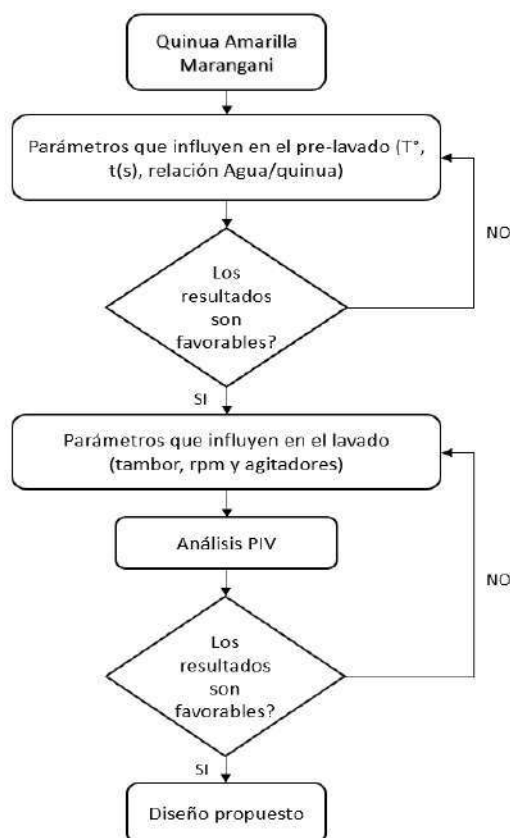 Quinua Amarilla
Marangani
Parámetros que influyen en el pre-lavado (T°,
t(s), relación Agua/quinua)
NO
Los
resultados
son
favorables?
SI
Parámetros que influyen en el lavado
(tambor, rpm y agitadores)
Análisis PIV
NO
Los
resultados
son
favorables?
SI
Diseño propuesto